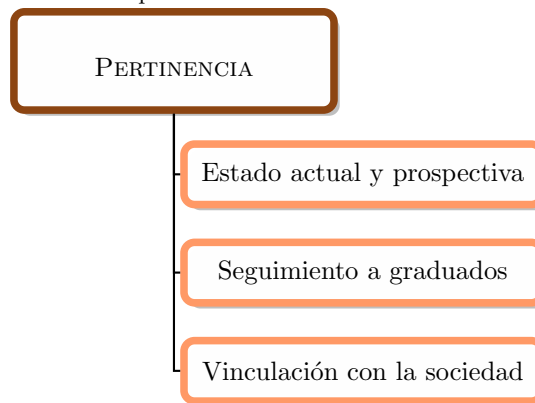 PERTINENCIA
Estado actual y prospectiva
Seguimiento a graduados
Vinculación con la sociedad